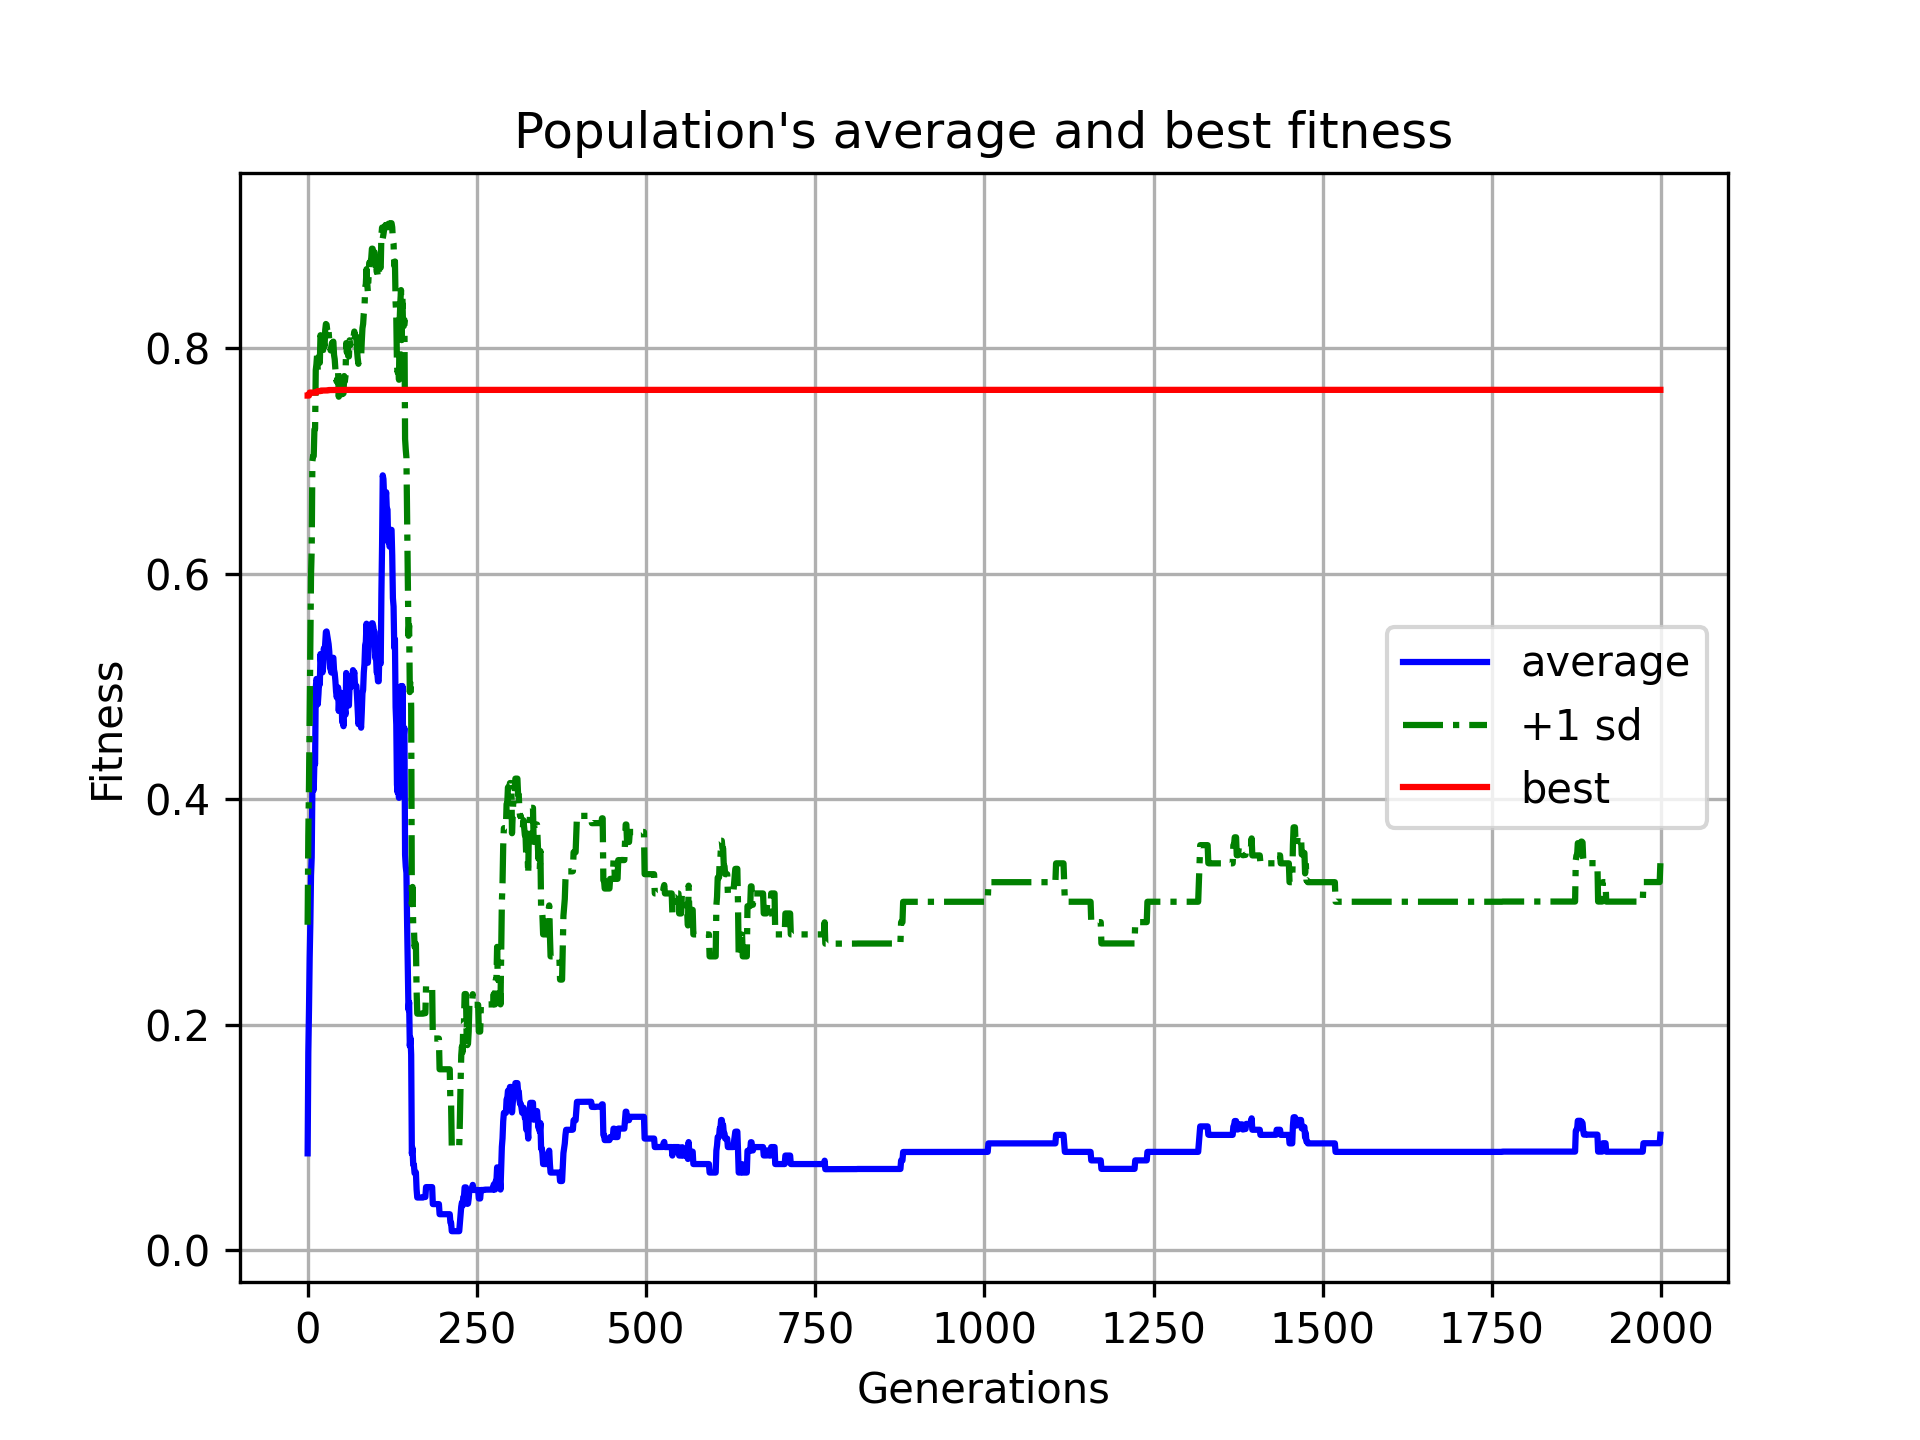 Population's average and best fitness
Fitness
0.8
0.6
0.4
0.2
0.0
average
+1 sd
best
0 250 500 750 1000 1250 1500 1750 2000
Generations